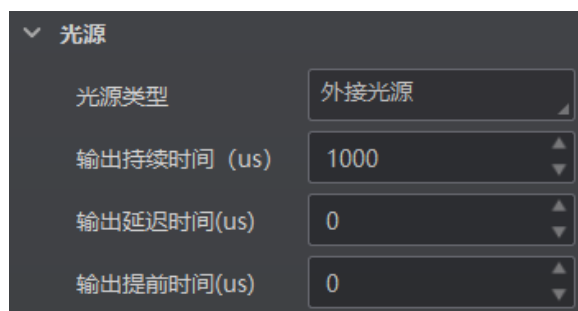 光源
光源类型 外接光源
输出持续时间（us） 1000
输出延迟时间(us) 0
输出提前时间(us) 0